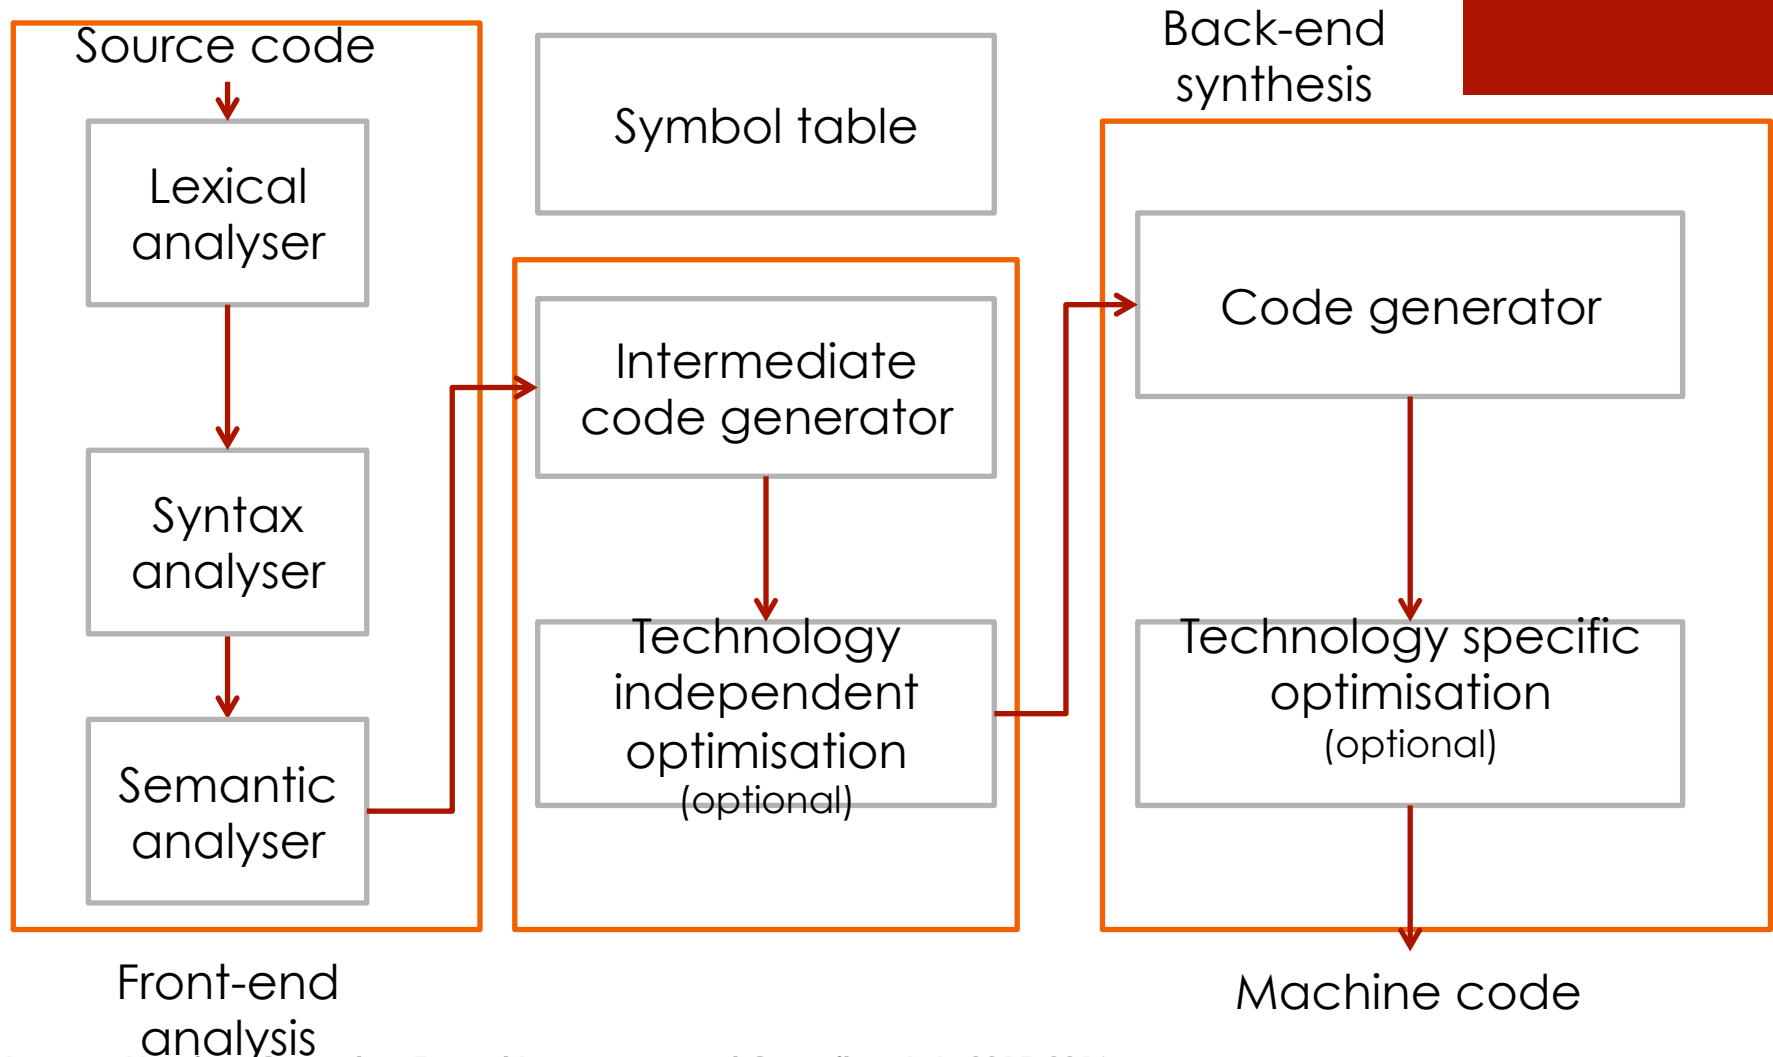 Source code
Lexical
analyser
Syntax
analyser
Semantic
analyser
Front-end
analysis
Symbol table
Intermediate
code generator
Technology
independent
optimisation
(optional)
Back-end
synthesis
Code generator
Technology specific
optimisation
(optional)
Machine code